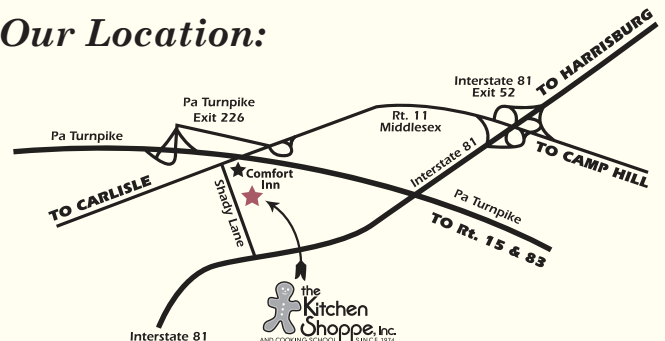 Our Location:
TO HARRISBURG
Interstate 81
Exit 52
Pa Turnpike
Exit 226
Rt. 11
Middlesex
Pa Turnpike
Interstate 81
TO CAMP HILL
Comfort
Inn
TO CARLISLE
Shady Lane
Pa Turnpike
TO Rt. 15 & 83
the
Kitchen
Shoppe, Inc.
AND COOKING SCHOOL SINCE 1974
Interstate 81